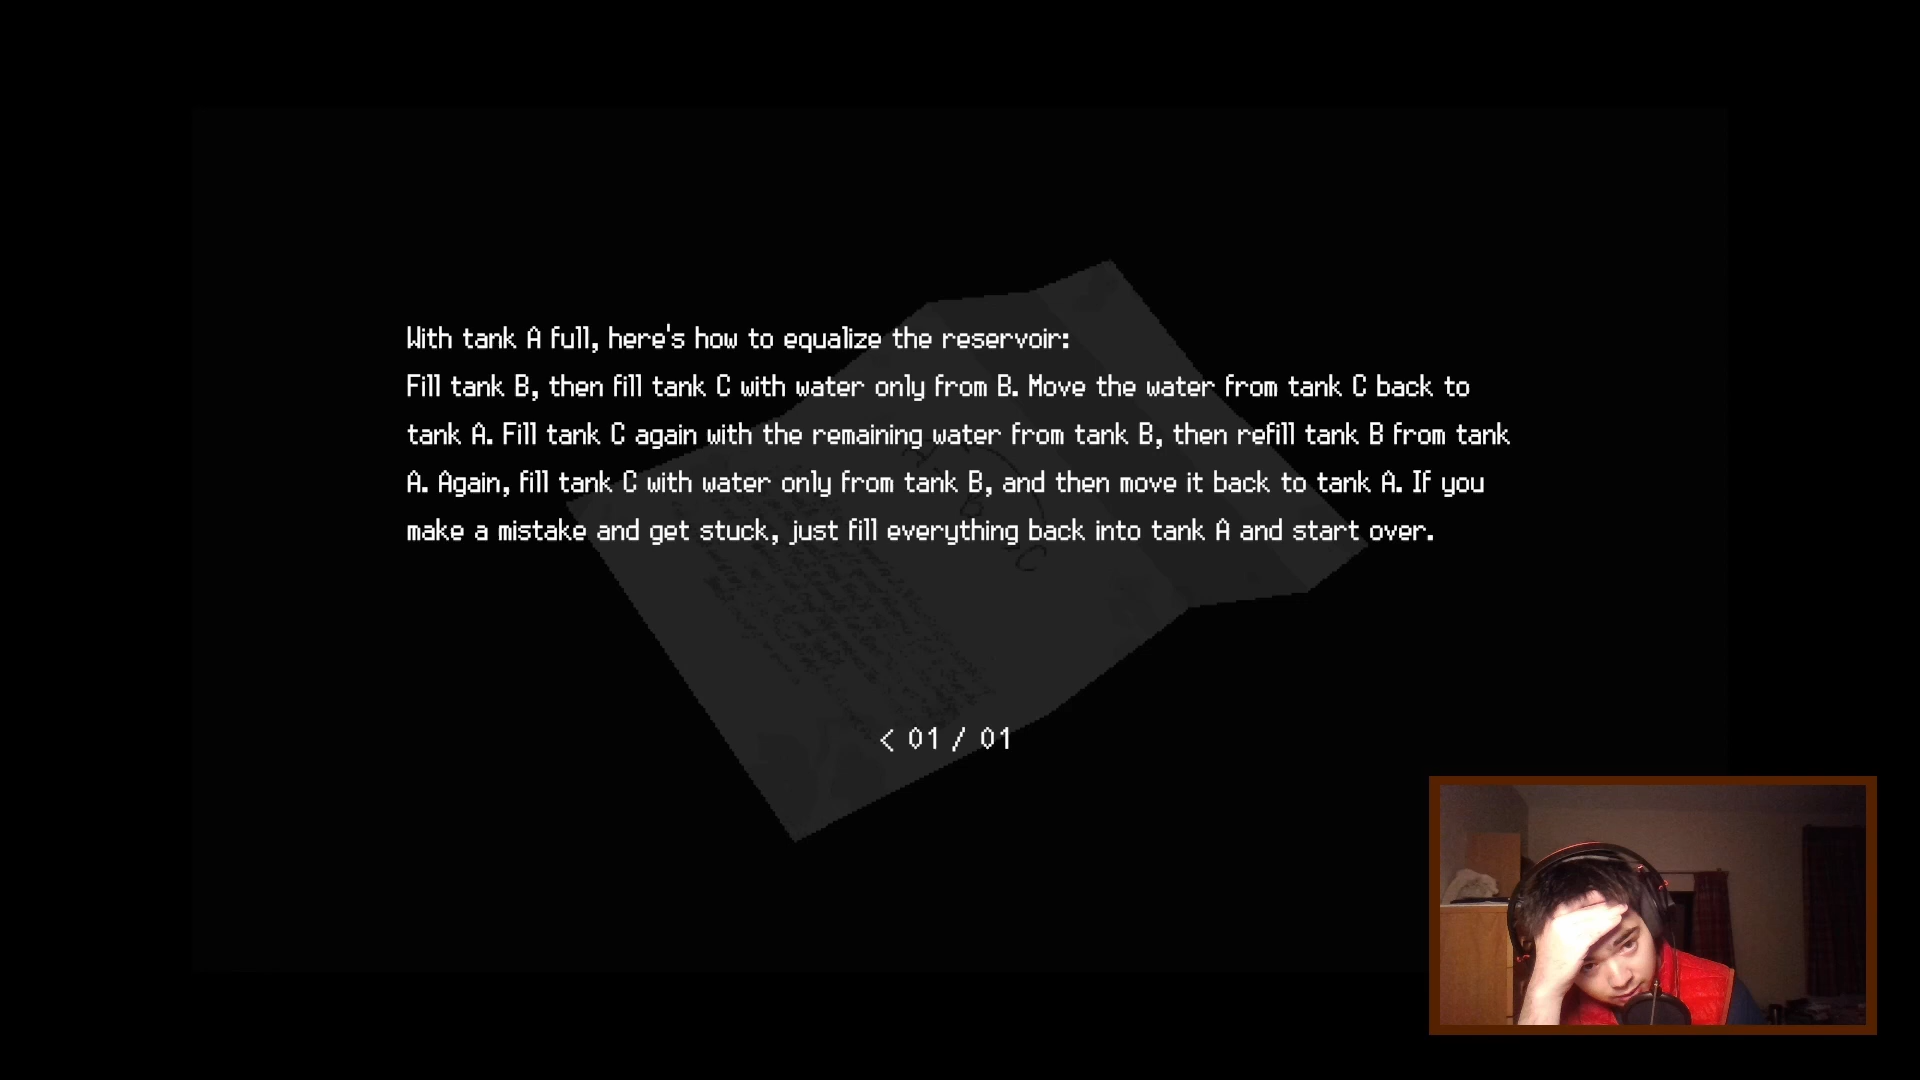 With tank A full, here's how to equalize the reservoir:
Fill tank B, then fill tank C with water only from B. Move the water from tank C back to
tank A. Fill tank C again with the remaining water from tank B, then refill tank B from tank
A. Again, fill tank C with water only from tank B, and then move it back to tank A. If you
make a mistake and get stuck, just fill everything back into tank A and start over.
< 01 / 01